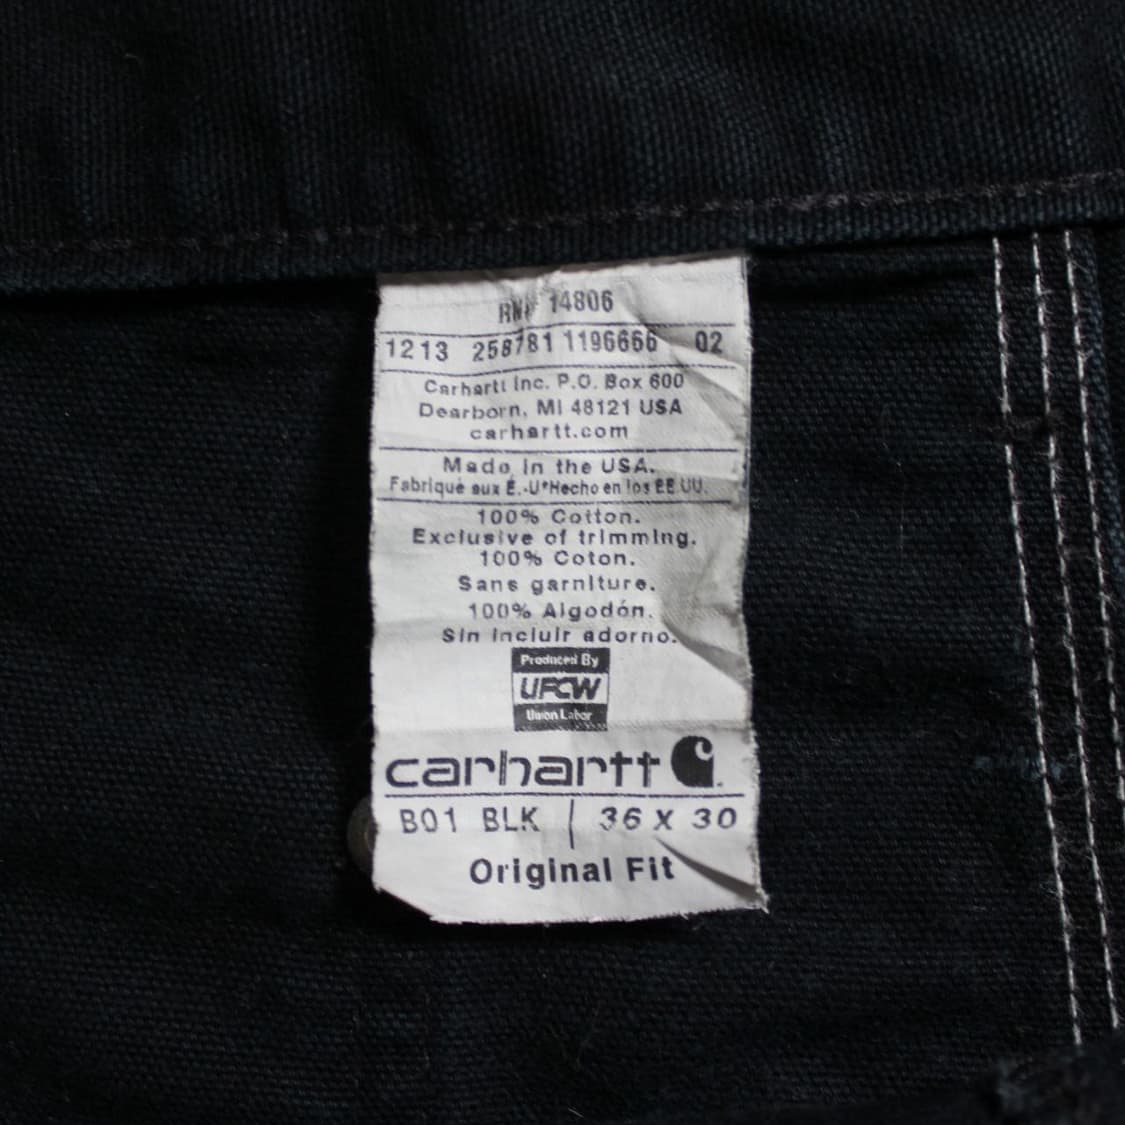 RN# 14806
1213 258781 1196666 02
Carhartt Inc. P.O. Box 600
Dearborn, MI 48121 USA
carhartt.com
Made in the USA.
Fabriqué aux É.-U*Hecho en los EE UU.
100% Cotton.
Exclusive of trimming.
100% Coton.
Sans garniture.
100% Algodón.
Sin incluir adorno.
Produced By
UFCW
Union Labor
carhartt
B01 BLK | 36 X 30
Original Fit